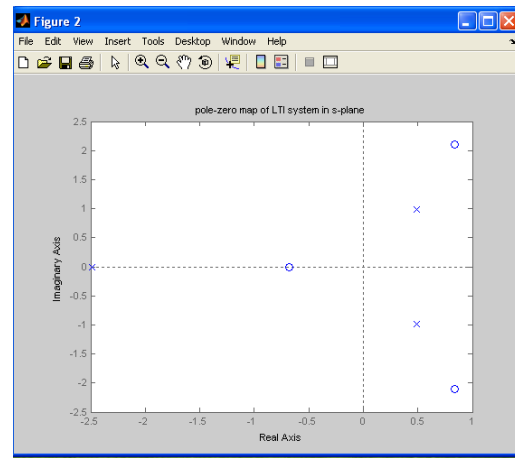 Figure 2
File Edit View Insert Tools Desktop Window Help
pole-zero map of LTI system in s-plane
2.5
2
1.5
1
0.5
0
-0.5
-1
-1.5
-2
-2.5
Imaginary Axis
-2.5 -2 -1.5 -1 -0.5 0 0.5 1
Real Axis